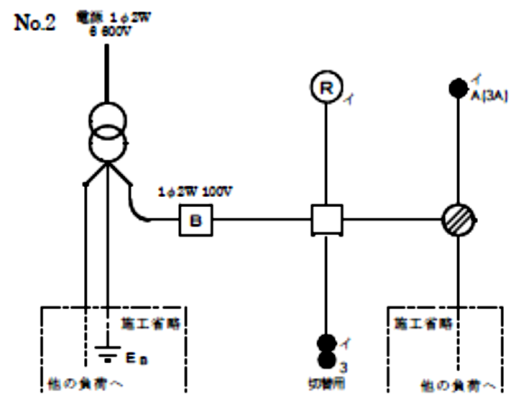 No.2
電源 1φ2W
6 600V
R
イ
イ
A(3A)
1φ2W 100V
B
施工省略
EB
他の負荷へ
イ
3
切替用
施工省略
他の負荷へ